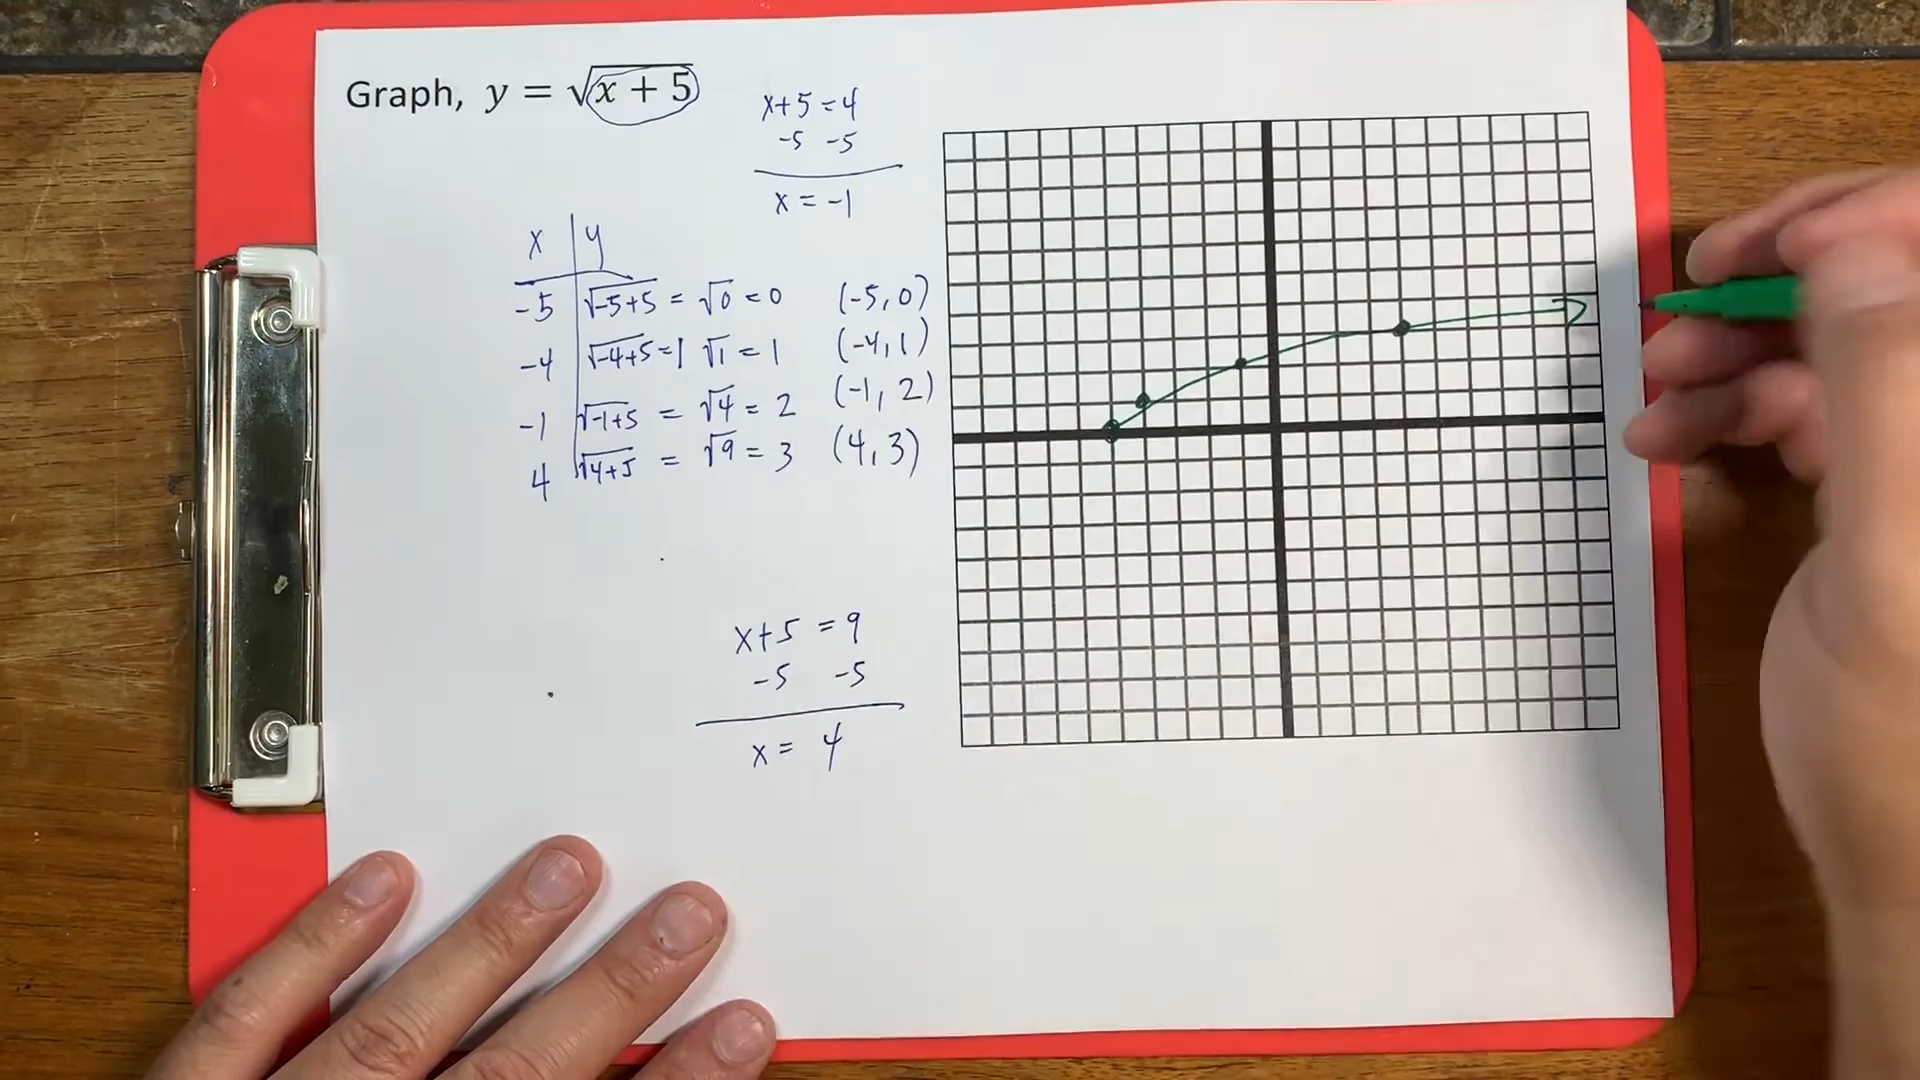 Graph, y = √(x + 5)
x+5 = 4
-5 -5
x = -1
x y
-5 √-5+5 = √0 = 0 (-5, 0)
-4 √-4+5 = 1 √1 = 1 (-4, 1)
-1 √-1+5 = √4 = 2 (-1, 2)
4 √4+5 = √9 = 3 (4, 3)
x+5 = 9
-5 -5
x = 4